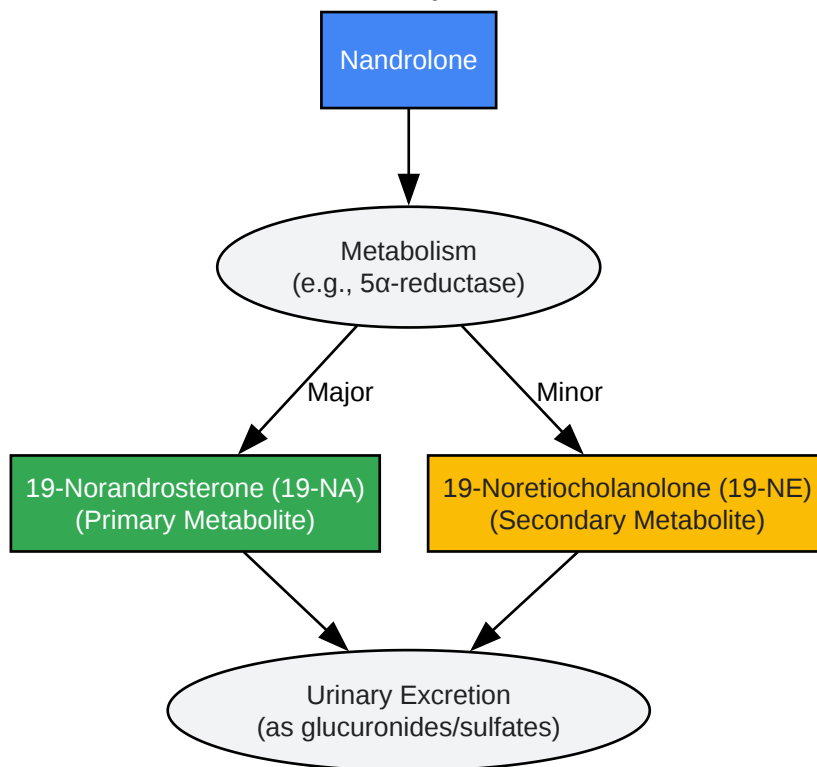 Nandrolone
Metabolism
(e.g., 5α-reductase)
Major
Minor
19-Norandrosterone (19-NA)
(Primary Metabolite)
19-Noretiocholanolone (19-NE)
(Secondary Metabolite)
Urinary Excretion
(as glucuronides/sulfates)